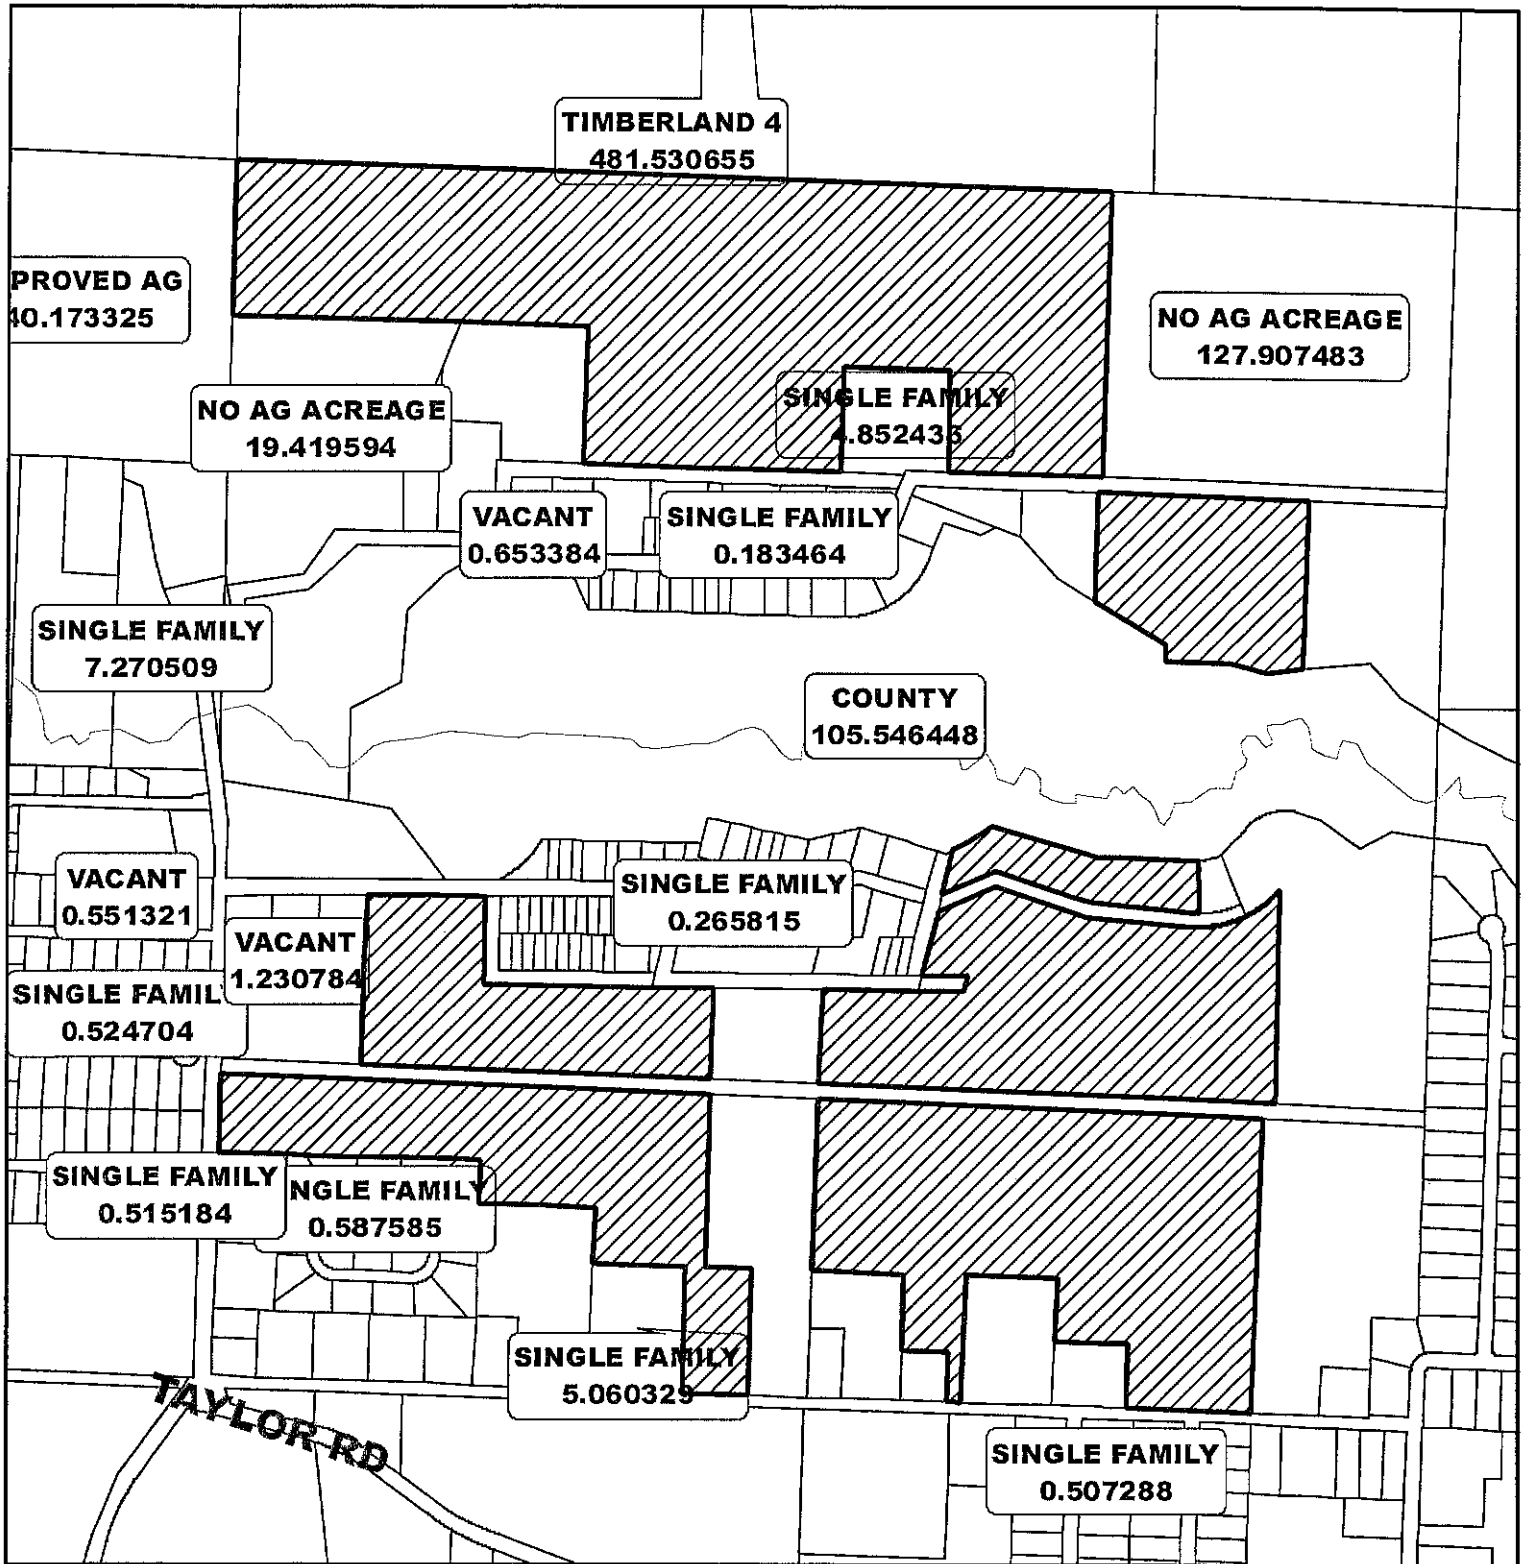 TIMBERLAND 4
481.530655
PROVED AG
40.173325
NO AG ACREAGE
127.907483
SINGLE FAMILY
4.852436
NO AG ACREAGE
19.419594
VACANT
0.653384
SINGLE FAMILY
0.183464
SINGLE FAMILY
7.270509
COUNTY
105.546448
VACANT
0.551321
SINGLE FAMILY
0.265815
VACANT
1.230784
SINGLE FAMIL
0.524704
SINGLE FAMILY
0.515184
NGLE FAMILY
0.587585
SINGLE FAMILY
5.060329
TAYLOR RD
SINGLE FAMILY
0.507288